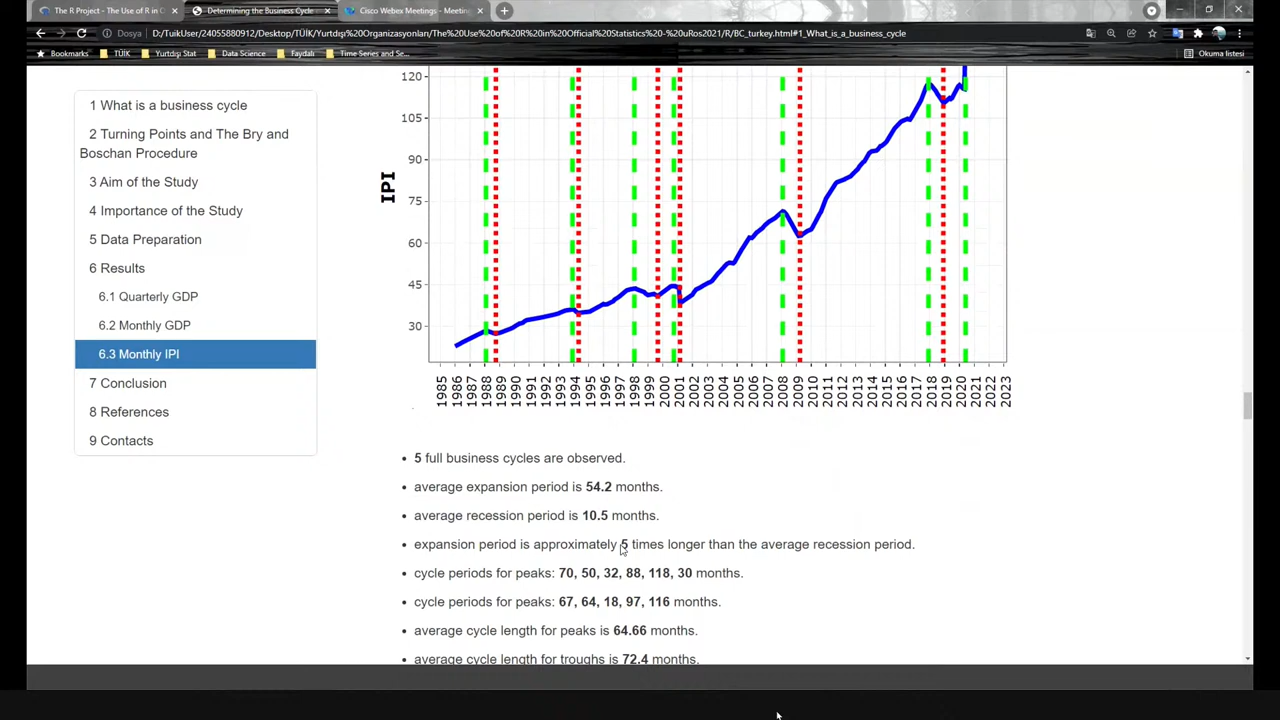 The R Project - The Use of R in O
Determining the Business Cycle
Cisco Webex Meetings - Meetin
Dosya
D:/TuikUser/24055880912/Desktop/TÜİK/Yurtdışı%20Organizasyonları/The%20Use%20of%20R%20in%20Official%20Statistics%20-%20uRos2021/R/BC_turkey.html#1_What_is_a_business_cycle
Bookmarks
TÜİK
Yurtdışı Stat
Data Science
Faydalı
Time Series and Se...
Okuma listesi
1 What is a business cycle
2 Turning Points and The Bry and
Boschan Procedure
3 Aim of the Study
4 Importance of the Study
5 Data Preparation
6 Results
6.1 Quarterly GDP
6.2 Monthly GDP
6.3 Monthly IPI
7 Conclusion
8 References
9 Contacts
IPI
120
105
90
75
60
45
30
1985 1986 1987 1988 1989 1990 1991 1992 1993 1994 1995 1996 1997 1998 1999 2000 2001 2002 2003 2004 2005 2006 2007 2008 2009 2010 2011 2012 2013 2014 2015 2016 2017 2018 2019 2020 2021 2022 2023
• 5 full business cycles are observed.
• average expansion period is 54.2 months.
• average recession period is 10.5 months.
• expansion period is approximately 5 times longer than the average recession period.
• cycle periods for peaks: 70, 50, 32, 88, 118, 30 months.
• cycle periods for peaks: 67, 64, 18, 97, 116 months.
• average cycle length for peaks is 64.66 months.
• average cycle length for troughs is 72.4 months.